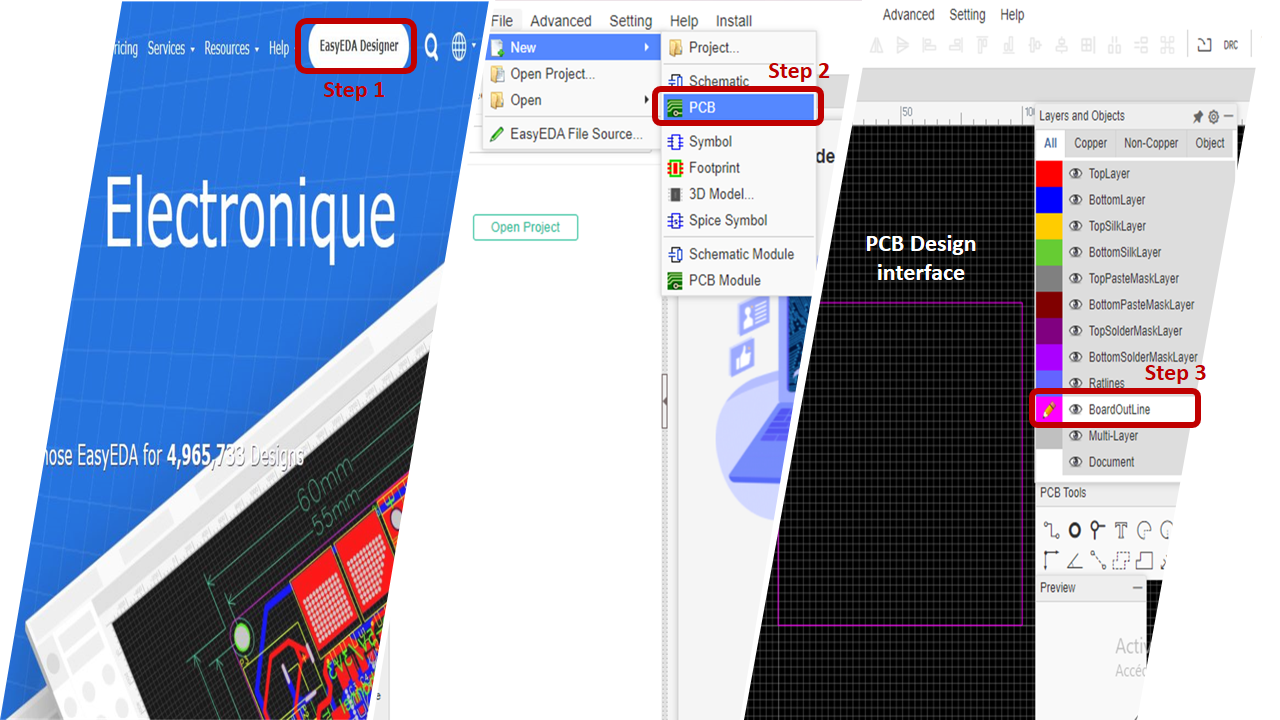 ricing Services Resources Help EasyEDA Designer
Step 1
Electronique
hose EasyEDA for 4,965,733 Designs
60mm
55mm
File Advanced Setting Help Install
New
Open Project...
Open
EasyEDA File Source...
Project...
Schematic
Step 2
PCB
Symbol
Footprint
3D Model...
Spice Symbol
Schematic Module
PCB Module
de
Open Project
Advanced Setting Help
DRC
50
100
PCB Design
interface
Layers and Objects
All Copper Non-Copper Object
TopLayer
BottomLayer
TopSilkLayer
BottomSilkLayer
TopPasteMaskLayer
BottomPasteMaskLayer
TopSolderMaskLayer
BottomSolderMaskLayer
Step 3
Ratlines
BoardOutLine
Multi-Layer
Document
PCB Tools
T
Preview
Activ
Accéd